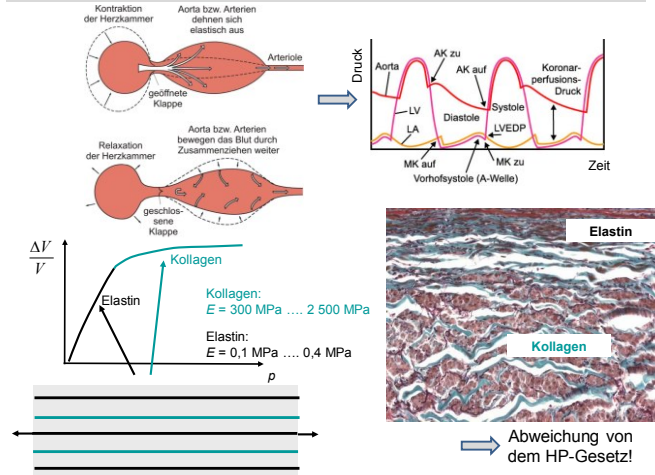 Kontraktion
der Herzkammer
Aorta bzw. Arterien
dehnen sich
elastisch aus
Arteriole
geöffnete
Klappe
Relaxation
der Herzkammer
Aorta bzw. Arterien
bewegen das Blut durch
Zusammenziehen weiter
geschlos-
sene
Klappe
Druck
Aorta
AK zu
AK auf
Koronar-
perfusions-
Druck
Systole
LV
Diastole
LA
LVEDP
MK auf
MK zu
Vorhofsystole (A-Welle)
Zeit
ΔV
V
Kollagen
Elastin
Kollagen:
E = 300 MPa …. 2 500 MPa
Elastin:
E = 0,1 MPa …. 0,4 MPa
p
Elastin
Kollagen
Abweichung von
dem HP-Gesetz!